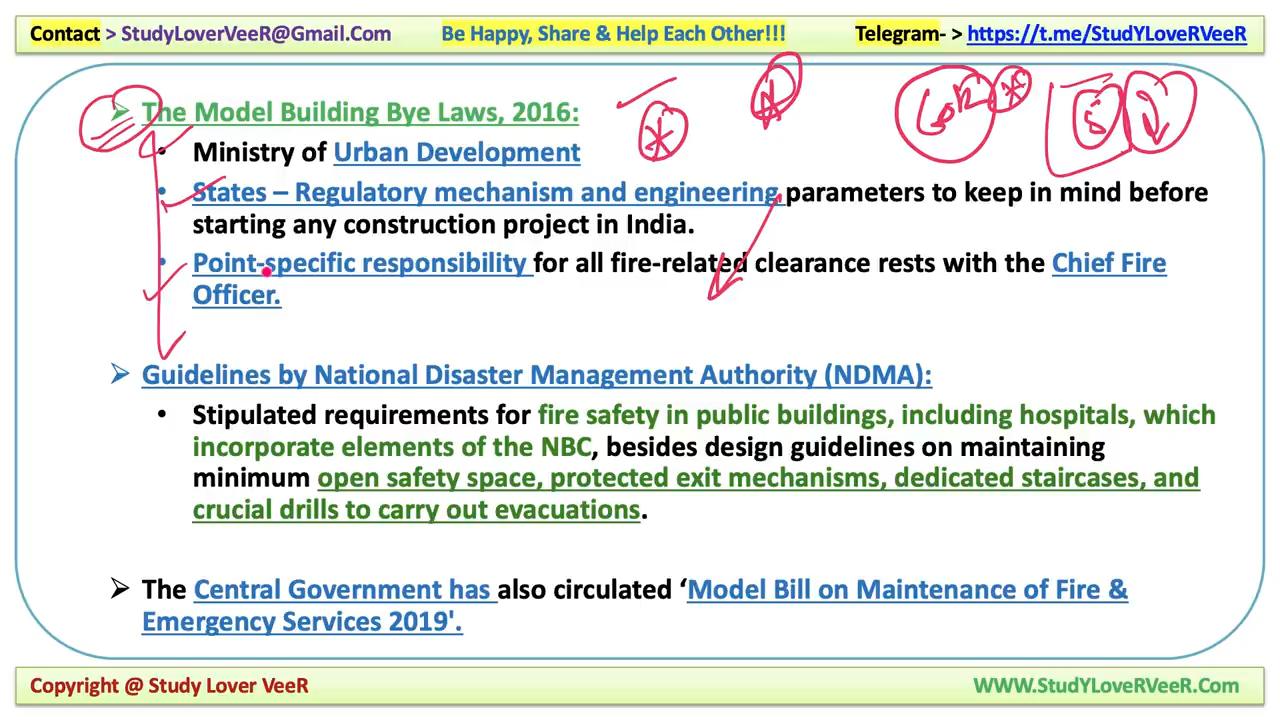 Contact > StudyLoverVeeR@Gmail.Com Be Happy, Share & Help Each Other!!! Telegram- > https://t.me/StudYLoveRVeeR
➢ The Model Building Bye Laws, 2016:
• Ministry of Urban Development
• States – Regulatory mechanism and engineering parameters to keep in mind before
starting any construction project in India.
• Point-specific responsibility for all fire-related clearance rests with the Chief Fire
Officer.
➢ Guidelines by National Disaster Management Authority (NDMA):
• Stipulated requirements for fire safety in public buildings, including hospitals, which
incorporate elements of the NBC, besides design guidelines on maintaining
minimum open safety space, protected exit mechanisms, dedicated staircases, and
crucial drills to carry out evacuations.
➢ The Central Government has also circulated ‘Model Bill on Maintenance of Fire &
Emergency Services 2019'.
Copyright @ Study Lover VeeR WWW.StudYLoveRVeeR.Com